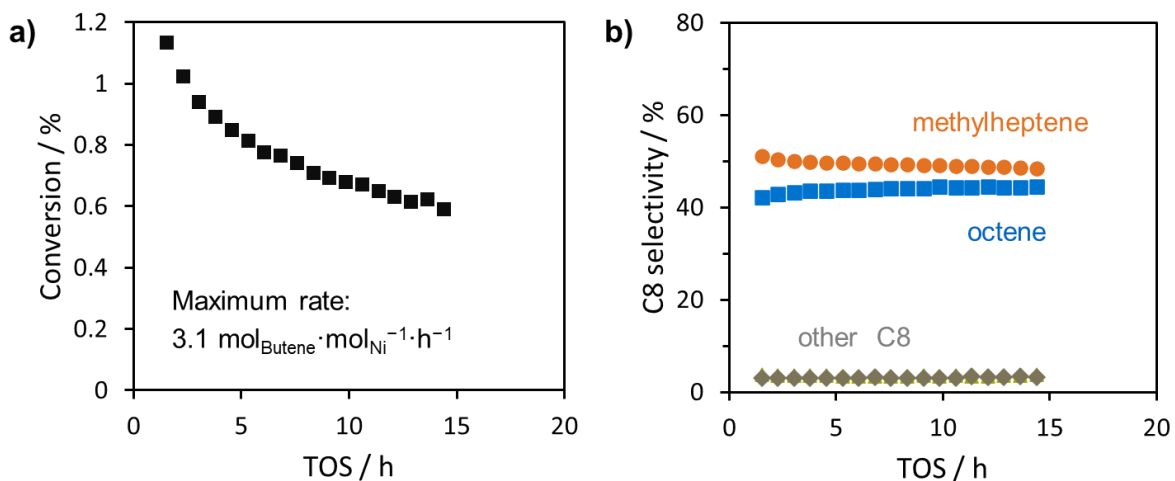 a)
Conversion / %
1.2
1
0.8
0.6
0.4
0.2
0
Maximum rate:
3.1 mol_Butene·mol_Ni⁻¹·h⁻¹
0 5 10 15 20
TOS / h
b)
C8 selectivity / %
80
60
40
20
0
methylheptene
octene
other C8
0 5 10 15 20
TOS / h